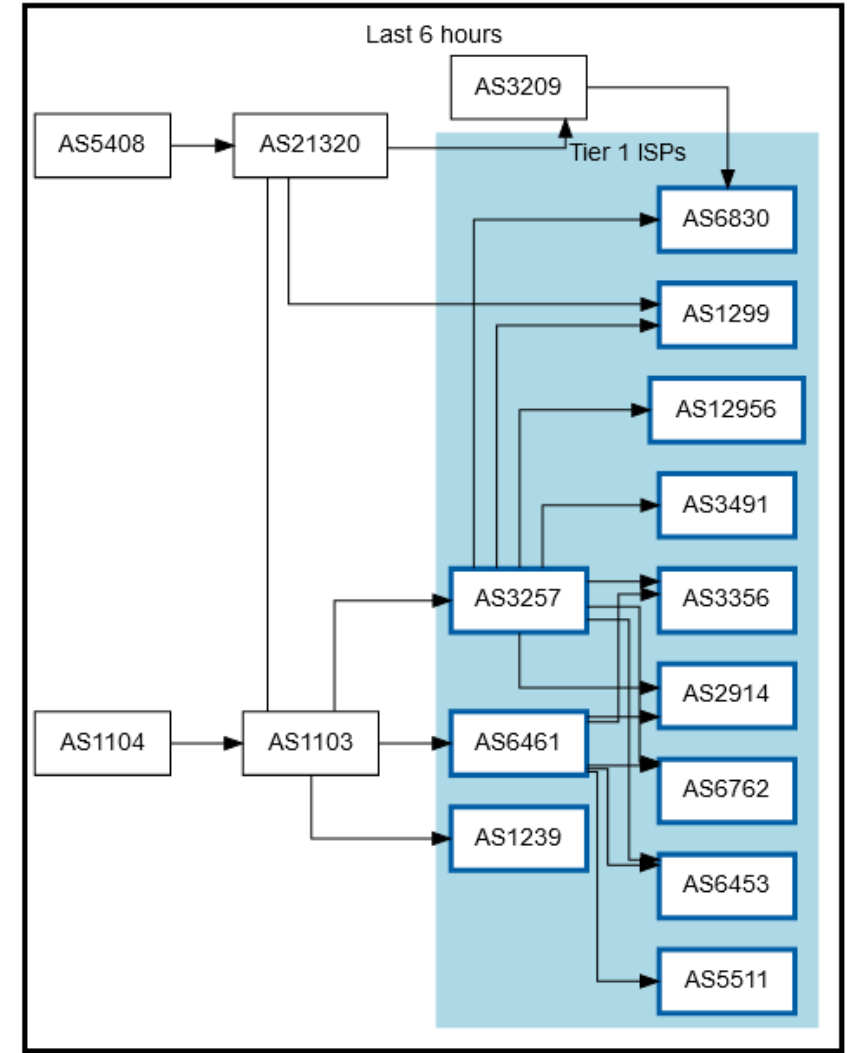 Last 6 hours
AS3209
AS5408
AS21320
Tier 1 ISPs
AS6830
AS1299
AS12956
AS3491
AS3257
AS3356
AS2914
AS1104
AS1103
AS6461
AS6762
AS1239
AS6453
AS5511